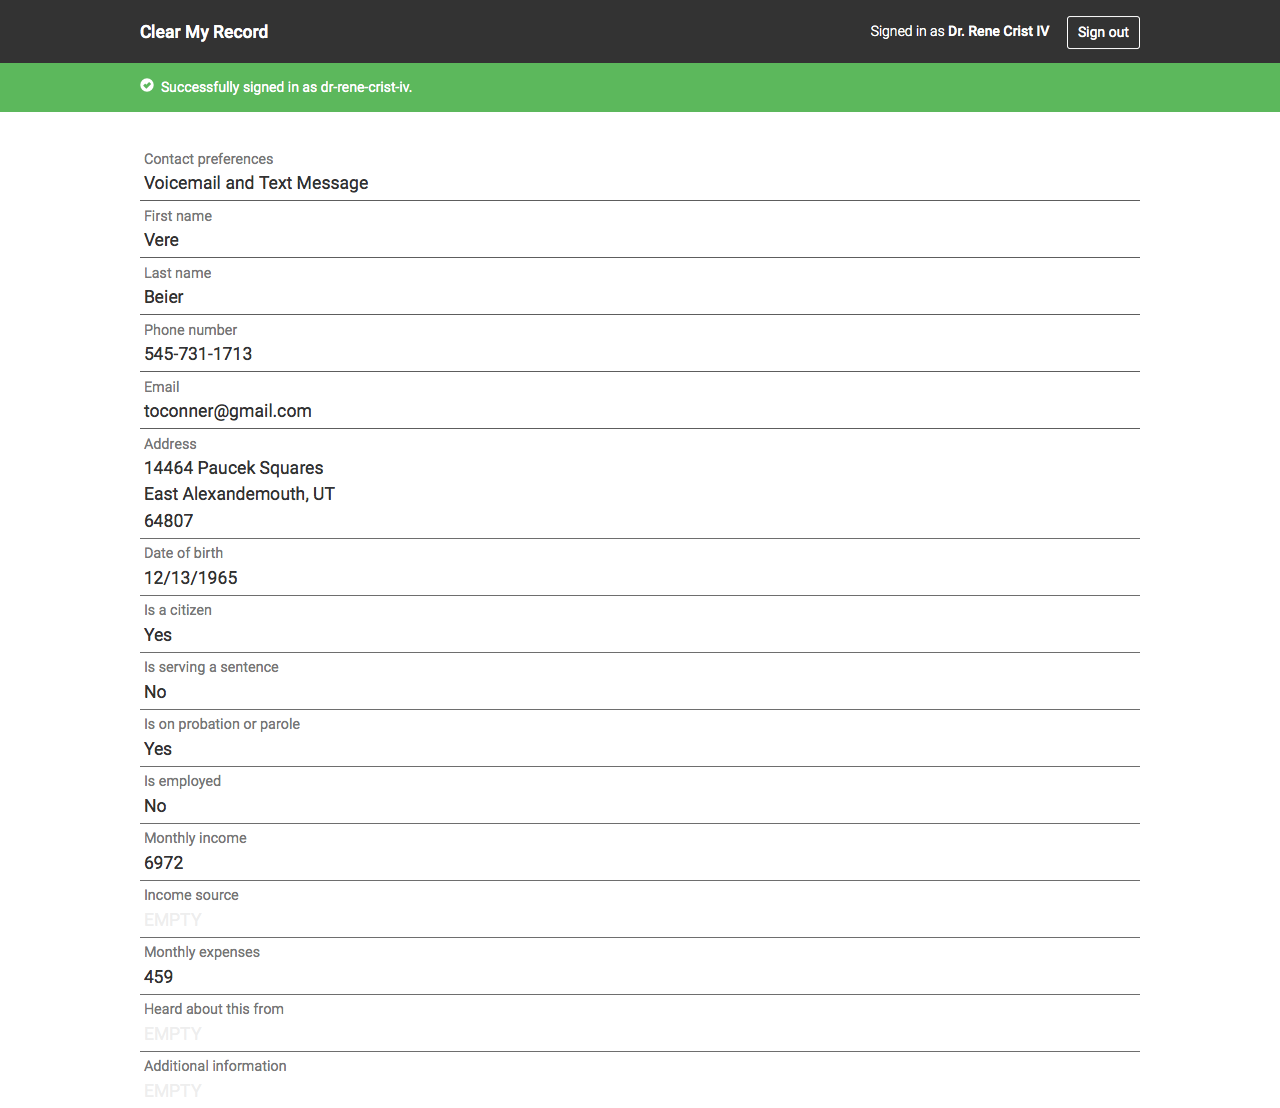 Clear My Record
Signed in as Dr. Rene Crist IV
Sign out
Successfully signed in as dr-rene-crist-iv.
Contact preferences
Voicemail and Text Message
First name
Vere
Last name
Beier
Phone number
545-731-1713
Email
toconner@gmail.com
Address
14464 Paucek Squares
East Alexandemouth, UT
64807
Date of birth
12/13/1965
Is a citizen
Yes
Is serving a sentence
No
Is on probation or parole
Yes
Is employed
No
Monthly income
6972
Income source
EMPTY
Monthly expenses
459
Heard about this from
EMPTY
Additional information
EMPTY